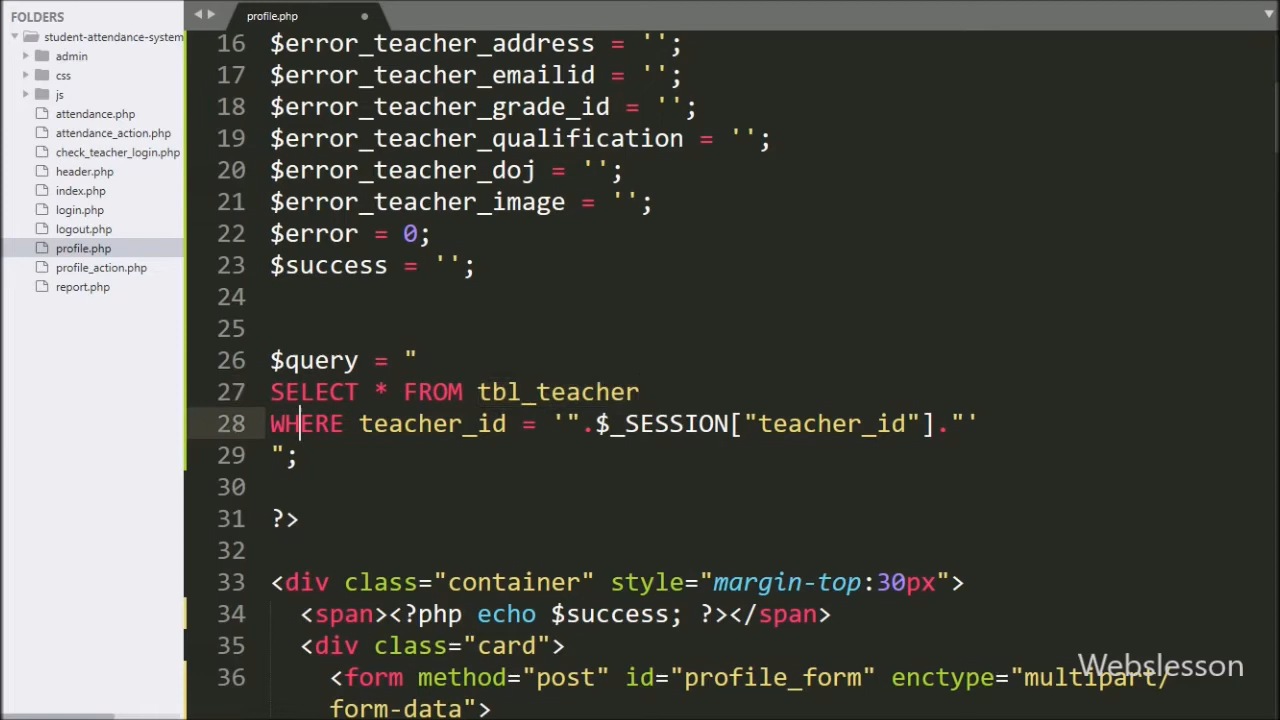 FOLDERS
student-attendance-system
admin
css
js
attendance.php
attendance_action.php
check_teacher_login.php
header.php
index.php
login.php
logout.php
profile.php
profile_action.php
report.php
profile.php
16 $error_teacher_address = '';
17 $error_teacher_emailid = '';
18 $error_teacher_grade_id = '';
19 $error_teacher_qualification = '';
20 $error_teacher_doj = '';
21 $error_teacher_image = '';
22 $error = 0;
23 $success = '';
24
25
26 $query = "
27 SELECT * FROM tbl_teacher
28 WHERE teacher_id = '".$_SESSION["teacher_id"]."'
29 ";
30
31 ?>
32
33 <div class="container" style="margin-top:30px">
34 <span><?php echo $success; ?></span>
35 <div class="card">
36 <form method="post" id="profile_form" enctype="multipart/
form-data">
Webslesson